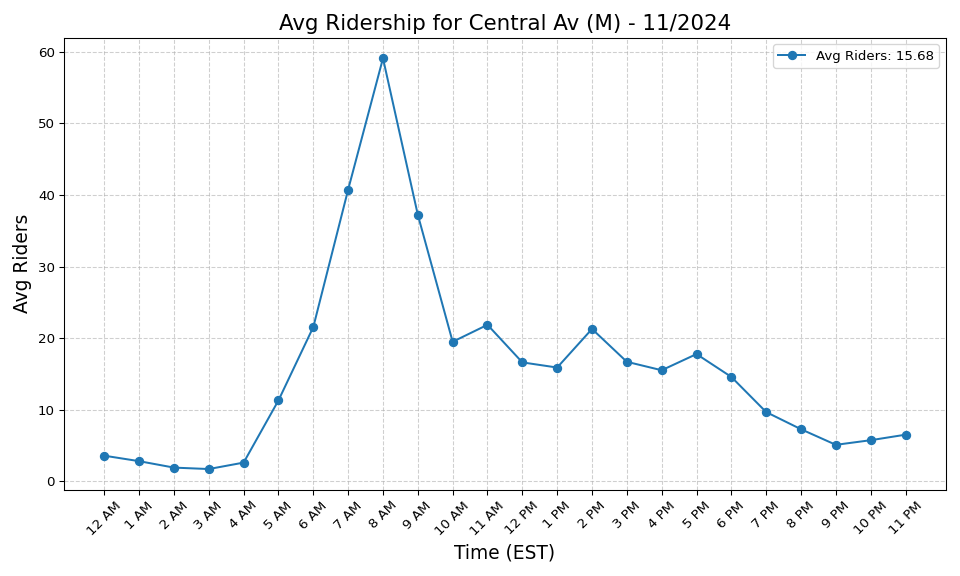 Avg Ridership for Central Av (M) - 11/2024
Avg Riders: 15.68
60
50
40
30
20
10
0
Avg Riders
12 AM
1 AM
2 AM
3 AM
4 AM
5 AM
6 AM
7 AM
8 AM
9 AM
10 AM
11 AM
12 PM
1 PM
2 PM
3 PM
4 PM
5 PM
6 PM
7 PM
8 PM
9 PM
10 PM
11 PM
Time (EST)